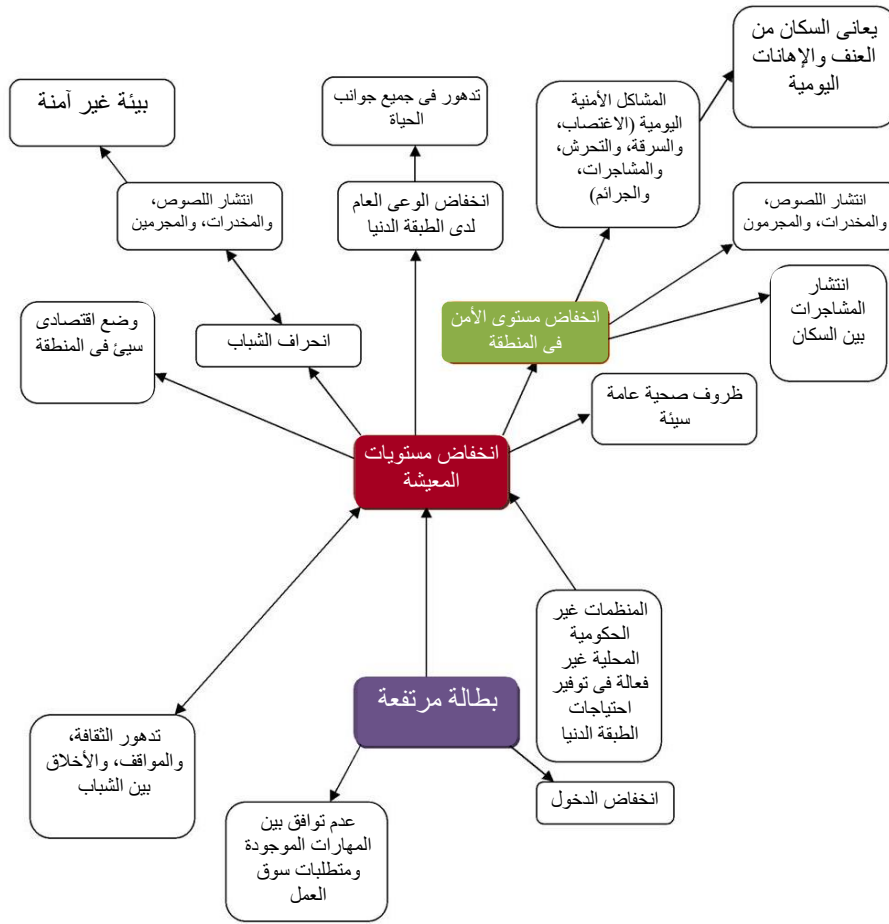 يعانى السكان من
العنف والإهانات
اليومية
المشاكل الأمنية
اليومية (الاغتصاب،
والسرقة، والتحرش،
والمشاجرات،
والجرائم)
تدهور فى جميع جوانب
الحياة
بيئة غير آمنة
انتشار اللصوص،
والمخدرات، والمجرمون
انخفاض الوعى العام
لدى الطبقة الدنيا
انتشار اللصوص،
والمخدرات، والمجرمين
انتشار
المشاجرات
بين السكان
انخفاض مستوى الأمن
فى المنطقة
انحراف الشباب
وضع اقتصادى
سيئ فى المنطقة
ظروف صحية عامة
سيئة
انخفاض مستويات
المعيشة
المنظمات غير
الحكومية
المحلية غير
فعالة فى توفير
احتياجات
الطبقة الدنيا
بطالة مرتفعة
تدهور الثقافة،
والمواقف، والأخلاق
بين الشباب
انخفاض الدخول
عدم توافق بين
المهارات الموجودة
ومتطلبات سوق
العمل